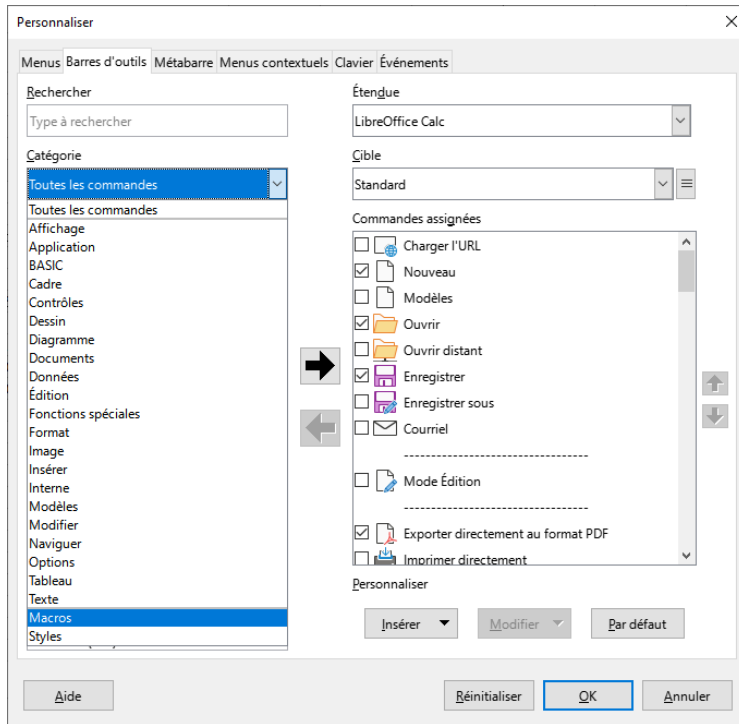 Personnaliser
Menus Barres d'outils Métabarre Menus contextuels Clavier Événements
Rechercher
Type à rechercher
Catégorie
Toutes les commandes
Toutes les commandes
Affichage
Application
BASIC
Cadre
Contrôles
Dessin
Diagramme
Documents
Données
Édition
Fonctions spéciales
Format
Image
Insérer
Interne
Modèles
Modifier
Naviguer
Options
Tableau
Texte
Macros
Styles
Étendue
LibreOffice Calc
Cible
Standard
Commandes assignées
Charger l'URL
Nouveau
Modèles
Ouvrir
Ouvrir distant
Enregistrer
Enregistrer sous
Courriel
-----------------------------------
Mode Édition
-----------------------------------
Exporter directement au format PDF
Imprimer directement
Personnaliser
Insérer Modifier Par défaut
Aide Réinitialiser OK Annuler